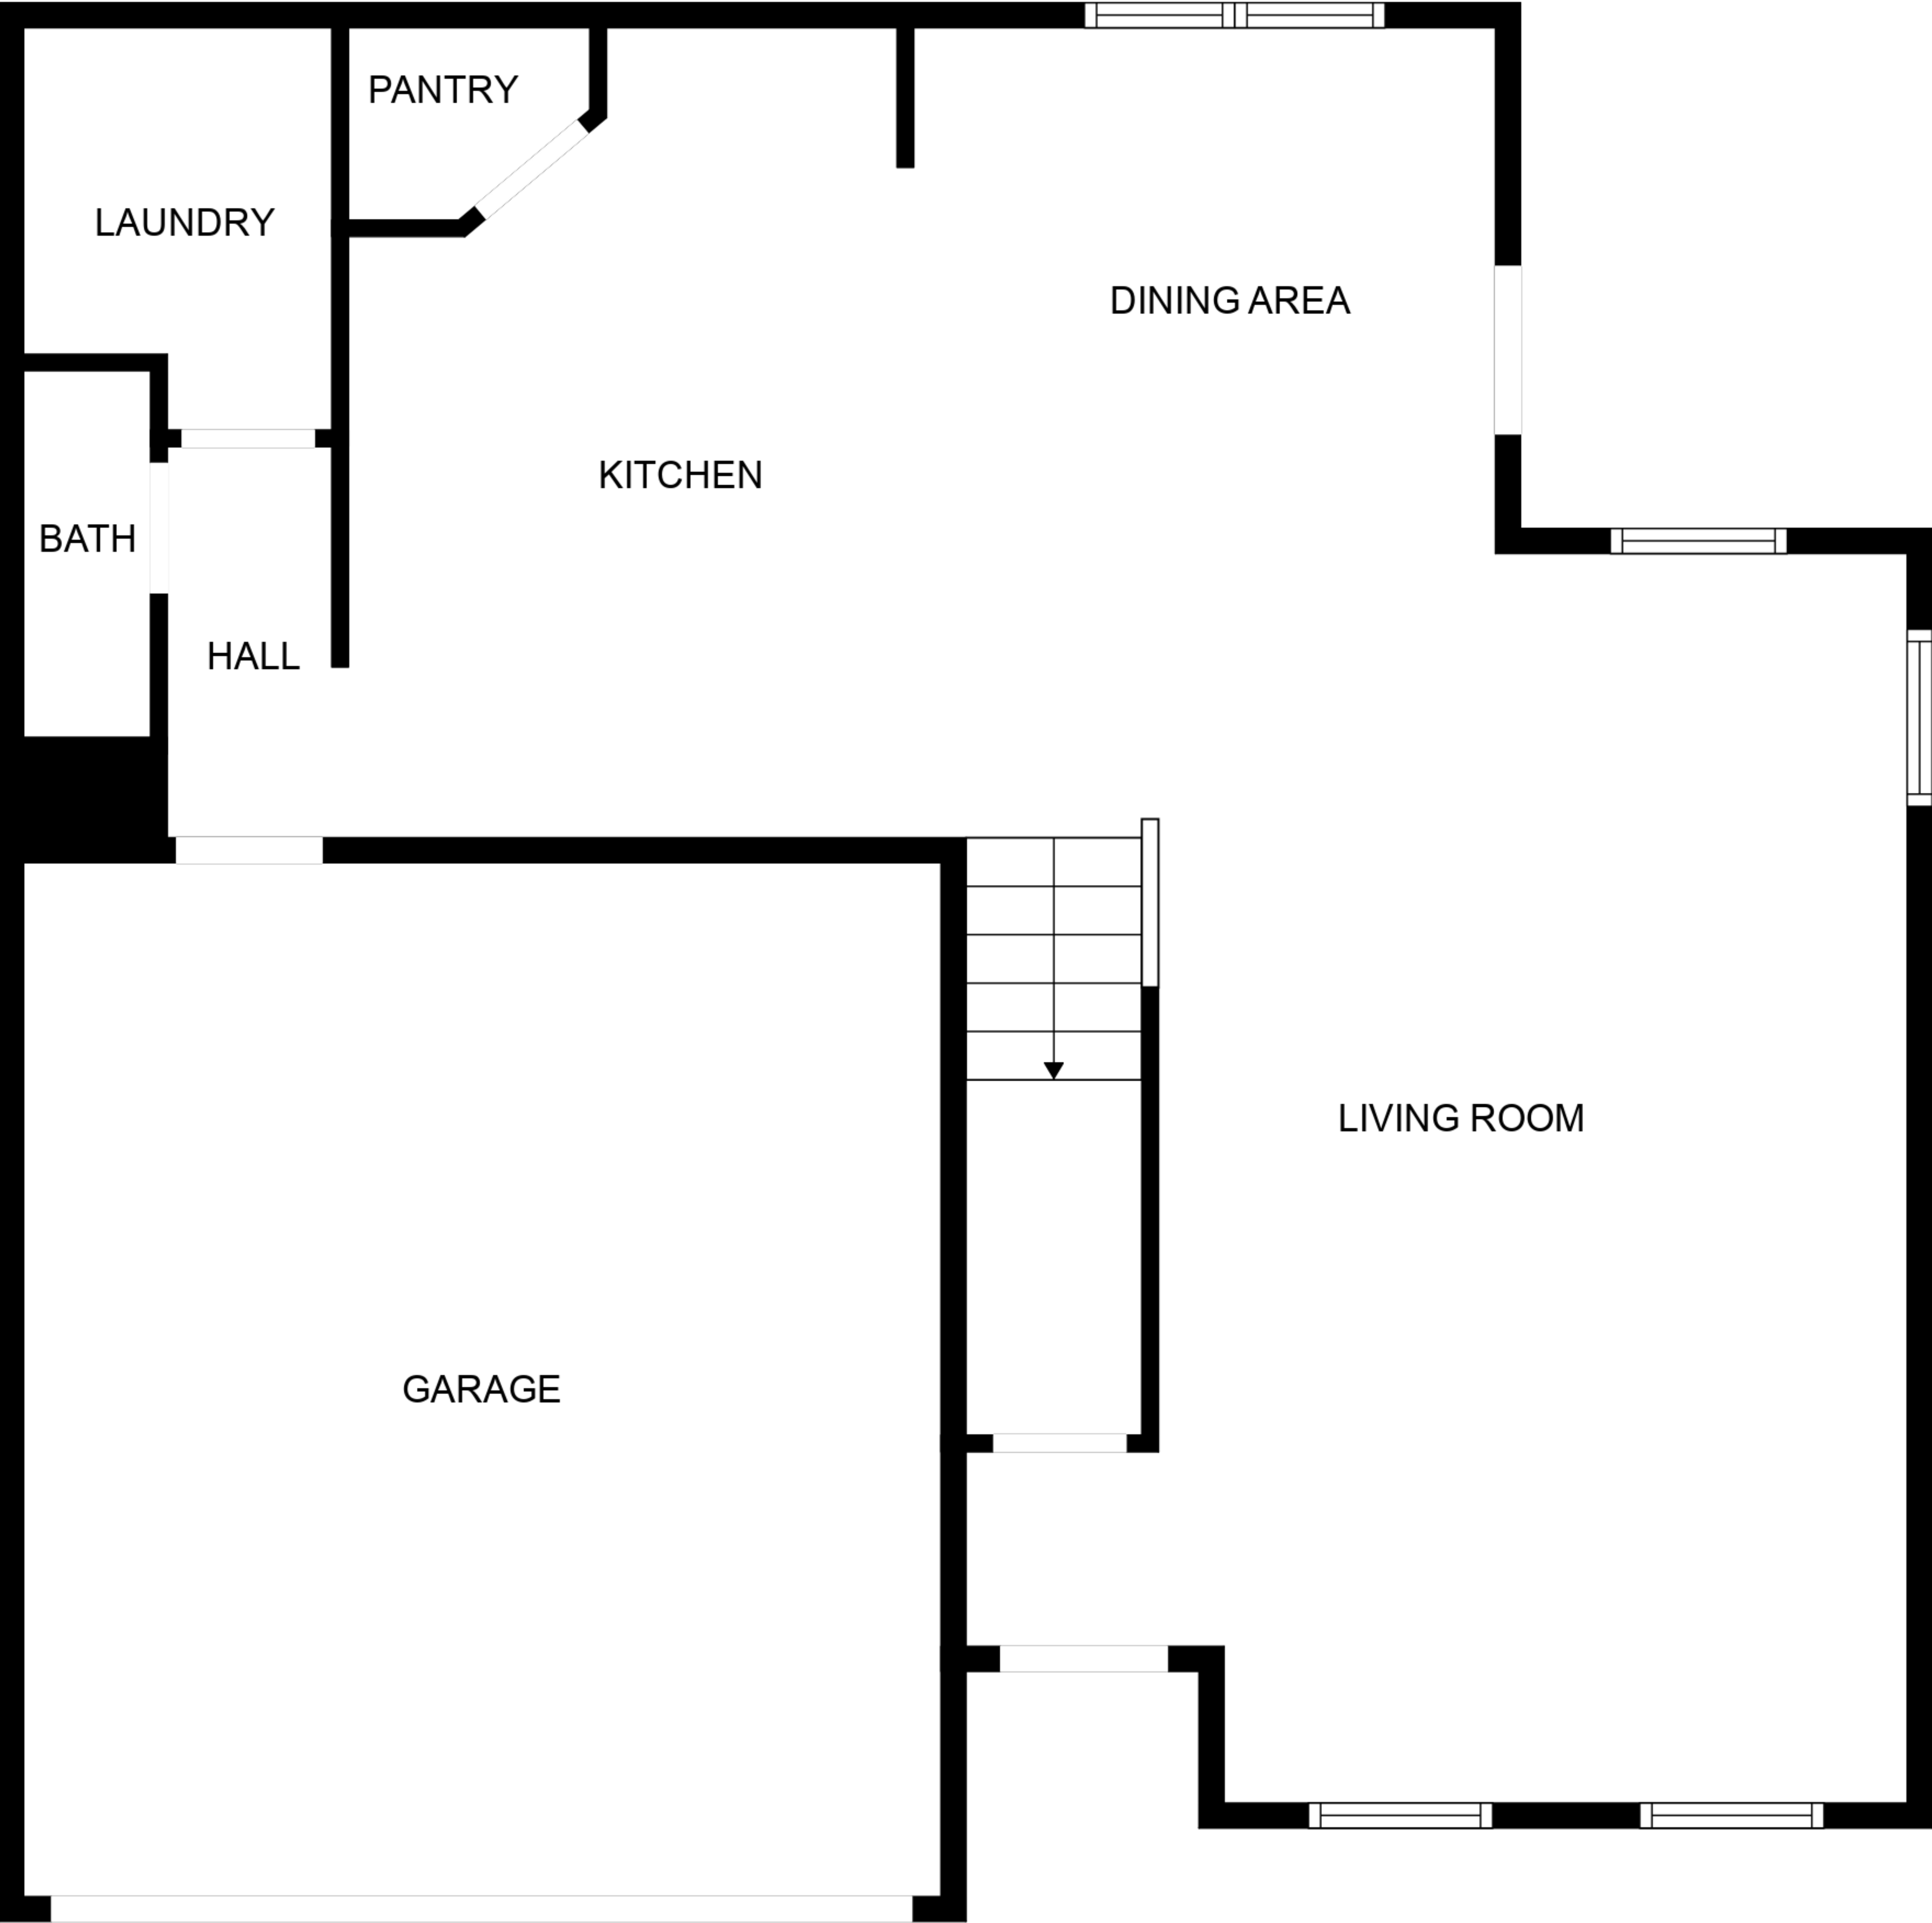 PANTRY
LAUNDRY
DINING AREA
KITCHEN
BATH
HALL
LIVING ROOM
GARAGE